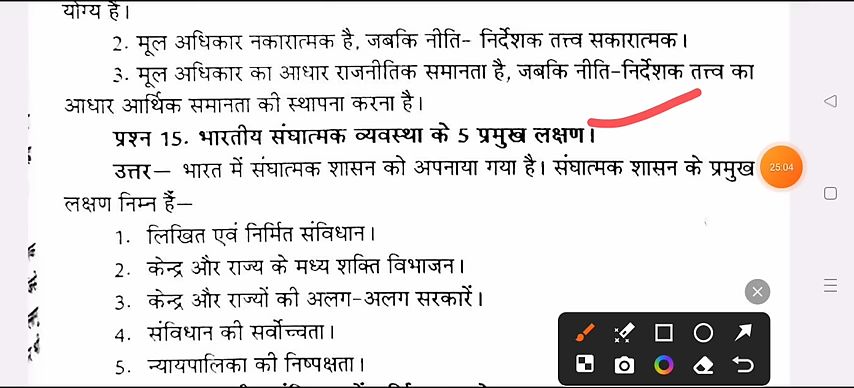 योग्य है।
2. मूल अधिकार नकारात्मक है, जबकि नीति- निर्देशक तत्त्व सकारात्मक।
3. मूल अधिकार का आधार राजनीतिक समानता है, जबकि नीति-निर्देशक तत्त्व का
आधार आर्थिक समानता की स्थापना करना है।
प्रश्न 15. भारतीय संघात्मक व्यवस्था के 5 प्रमुख लक्षण।
उत्तर— भारत में संघात्मक शासन को अपनाया गया है। संघात्मक शासन के प्रमुख
25:04
लक्षण निम्न हैं—
1. लिखित एवं निर्मित संविधान।
2. केन्द्र और राज्य के मध्य शक्ति विभाजन।
3. केन्द्र और राज्यों की अलग-अलग सरकारें।
4. संविधान की सर्वोच्चता।
5. न्यायपालिका की निष्पक्षता।